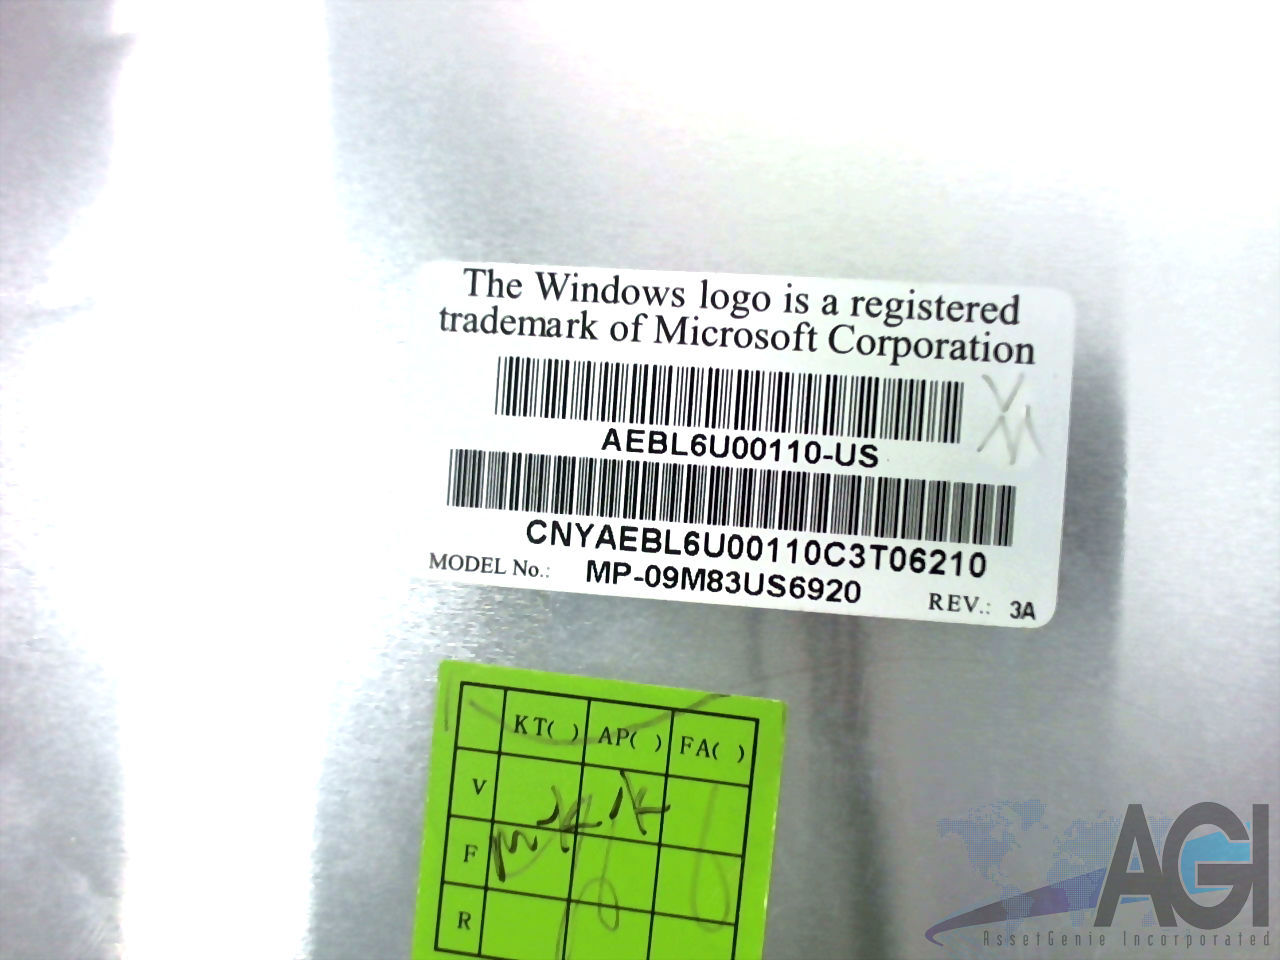 The Windows logo is a registered
trademark of Microsoft Corporation
AEBL6U00110-US
CNYAEBL6U00110C3T06210
MODEL No.: MP-09M83US6920 REV.: 3A
KT( ) AP( ) FA( )
V
F
R
AGI
AssetGenie Incorporated